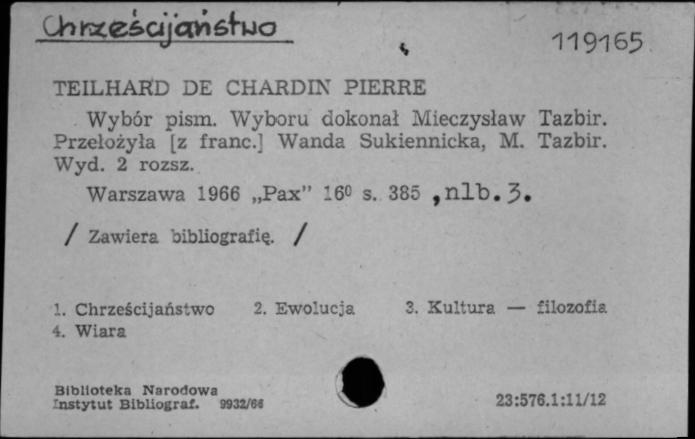 Chrześcijaństwo
119165
TEILHARD DE CHARDIN PIERRE
Wybór pism. Wyboru dokonał Mieczysław Tazbir.
Przełożyła [z franc.] Wanda Sukiennicka, M. Tazbir.
Wyd. 2 rozsz.
Warszawa 1966 „Pax” 16⁰ s. 385 , nlb. 3.
/ Zawiera bibliografię. /
1. Chrześcijaństwo 2. Ewolucja 3. Kultura — filozofia
4. Wiara
Biblioteka Narodowa
Instytut Bibliograf. 9932/66
23:576.1:11/12